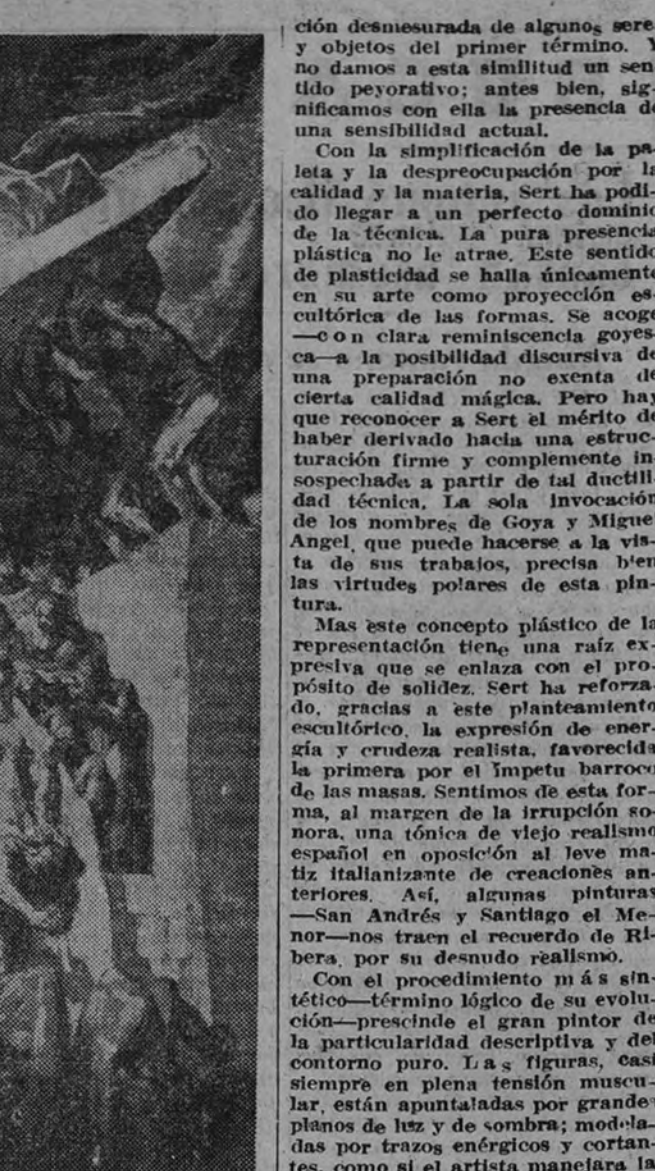 ción desmesurada de algunos sere
y objetos del primer término. Y
no damos a esta similitud un sen
tido peyorativo; antes bien, sig-
nificamos con ella la presencia de
una sensibilidad actual.
Con la simplificación de la pa-
leta y la despreocupación por la
calidad y la materia, Sert ha podi-
do llegar a un perfecto dominio
de la técnica. La pura presencia
plástica no le atrae. Este sentido
de plasticidad se halla únicamente
en su arte como proyección es-
cultórica de las formas. Se acoge
—con clara reminiscencia goyes-
ca—a la posibilidad discursiva de
una preparación no exenta de
cierta calidad mágica. Pero hay
que reconocer a Sert el mérito de
haber derivado hacia una estruc-
turación firme y complemente in
sospechada a partir de tal ductili
dad técnica. La sola invocación
de los nombres de Goya y Miguel
Angel, que puede hacerse a la vis-
ta de sus trabajos, precisa bien
las virtudes polares de esta pin-
tura.
Mas este concepto plástico de la
representación tiene una raíz ex-
presiva que se enlaza con el pro-
pósito de solidez. Sert ha reforza-
do, gracias a este planteamiento
escultórico, la expresión de ener-
gía y crudeza realista, favorecida
la primera por el ímpetu barroco
de las masas. Sentimos de esta for-
ma, al margen de la irrupción so-
nora, una tónica de viejo realismo
español en oposición al leve ma-
tiz italianizante de creaciones an-
teriores. Así, algunas pinturas
—San Andrés y Santiago el Me-
nor—nos traen el recuerdo de Ri-
bera, por su desnudo realismo.
Con el procedimiento más sin-
tético—término lógico de su evolu-
ción—prescinde el gran pintor de
la particularidad descriptiva y del
contorno puro. Las figuras, casi
siempre en plena tensión muscu-
lar, están apuntaladas por grande
planos de luz y de sombra; modela-
das por trazos enérgicos y cortan-
tes, como si el artista manejara la